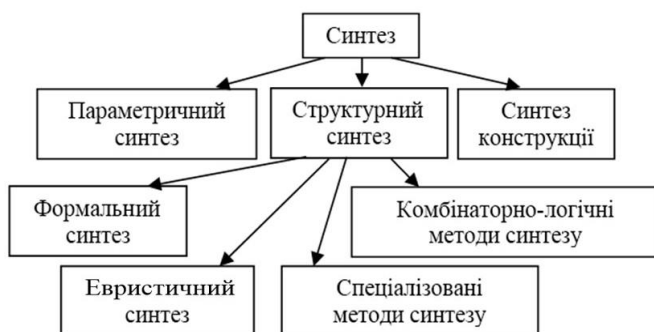 Синтез
Параметричний
синтез
Структурний
синтез
Синтез
конструкції
Формальний
синтез
Комбінаторно-логічні
методи синтезу
Евристичний
синтез
Спеціалізовані
методи синтезу